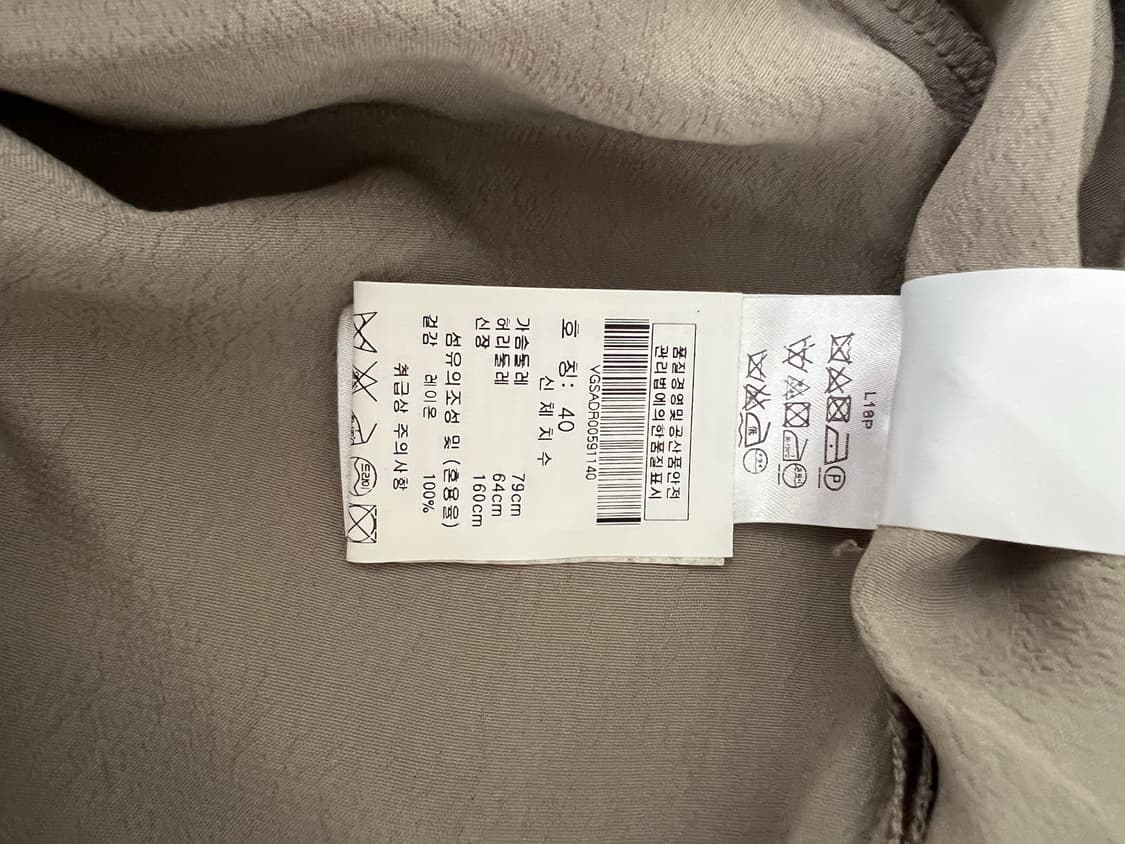 L18P
품질경영및공산품안전
관리법에의한품질표시
VGSADR00591140
호 칭: 40
신 체 치 수
가슴둘레 79cm
허리둘레 64cm
신장 160cm
섬유의조성 및 (혼용율)
겉감 레이온 100%
취급상 주의사항
드라이